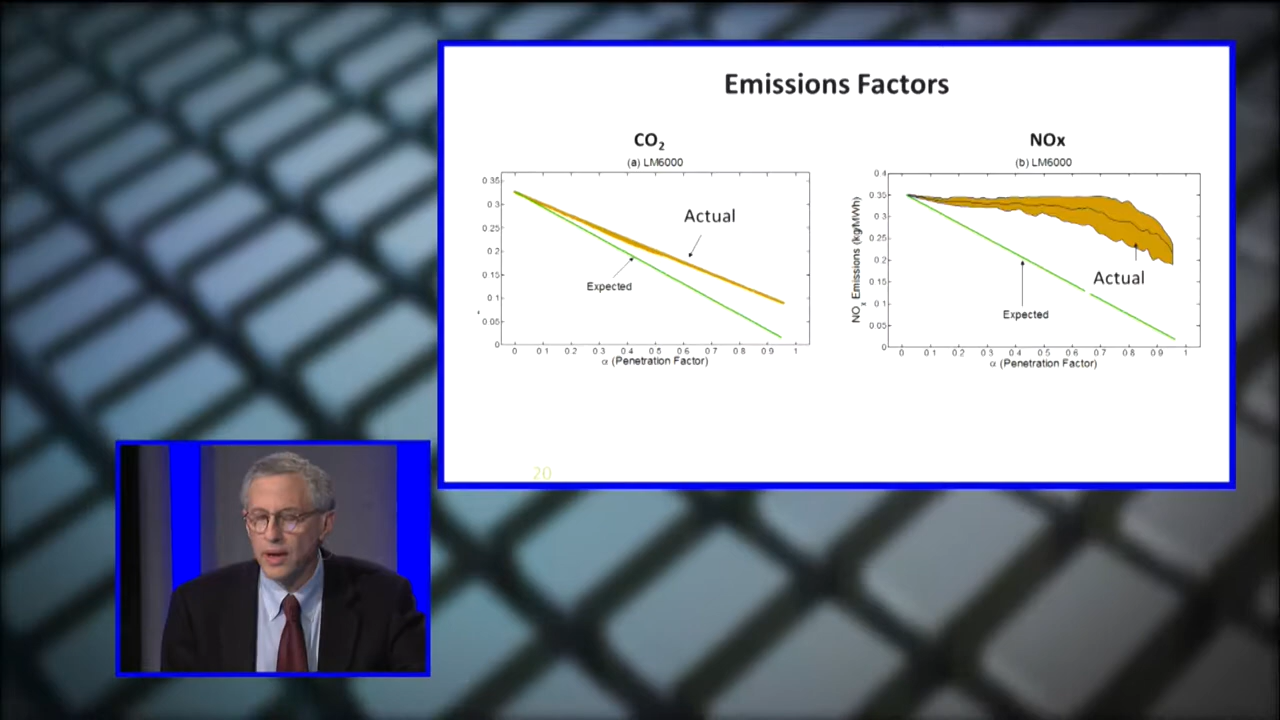 Emissions Factors
CO₂
(a) LM6000
0 35
0 3
0 25
0 2
0 15
0 1
0 05
0
Actual
Expected
0 0 1 0 2 0 3 0 4 0 5 0 6 0 7 0 8 0 9 1
α (Penetration Factor)
NOx
(b) LM6000
NOx Emissions (kg/MWh)
0 4
0 35
0 3
0 25
0 2
0 15
0 1
0 05
0
Actual
Expected
0 0 1 0 2 0 3 0 4 0 5 0 6 0 7 0 8 0 9 1
α (Penetration Factor)
20